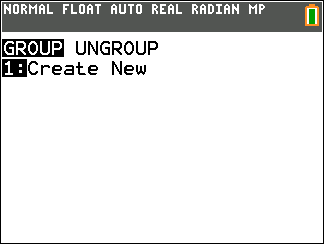 NORMAL FLOAT AUTO REAL RADIAN MP
GROUP UNGROUP
1:Create New